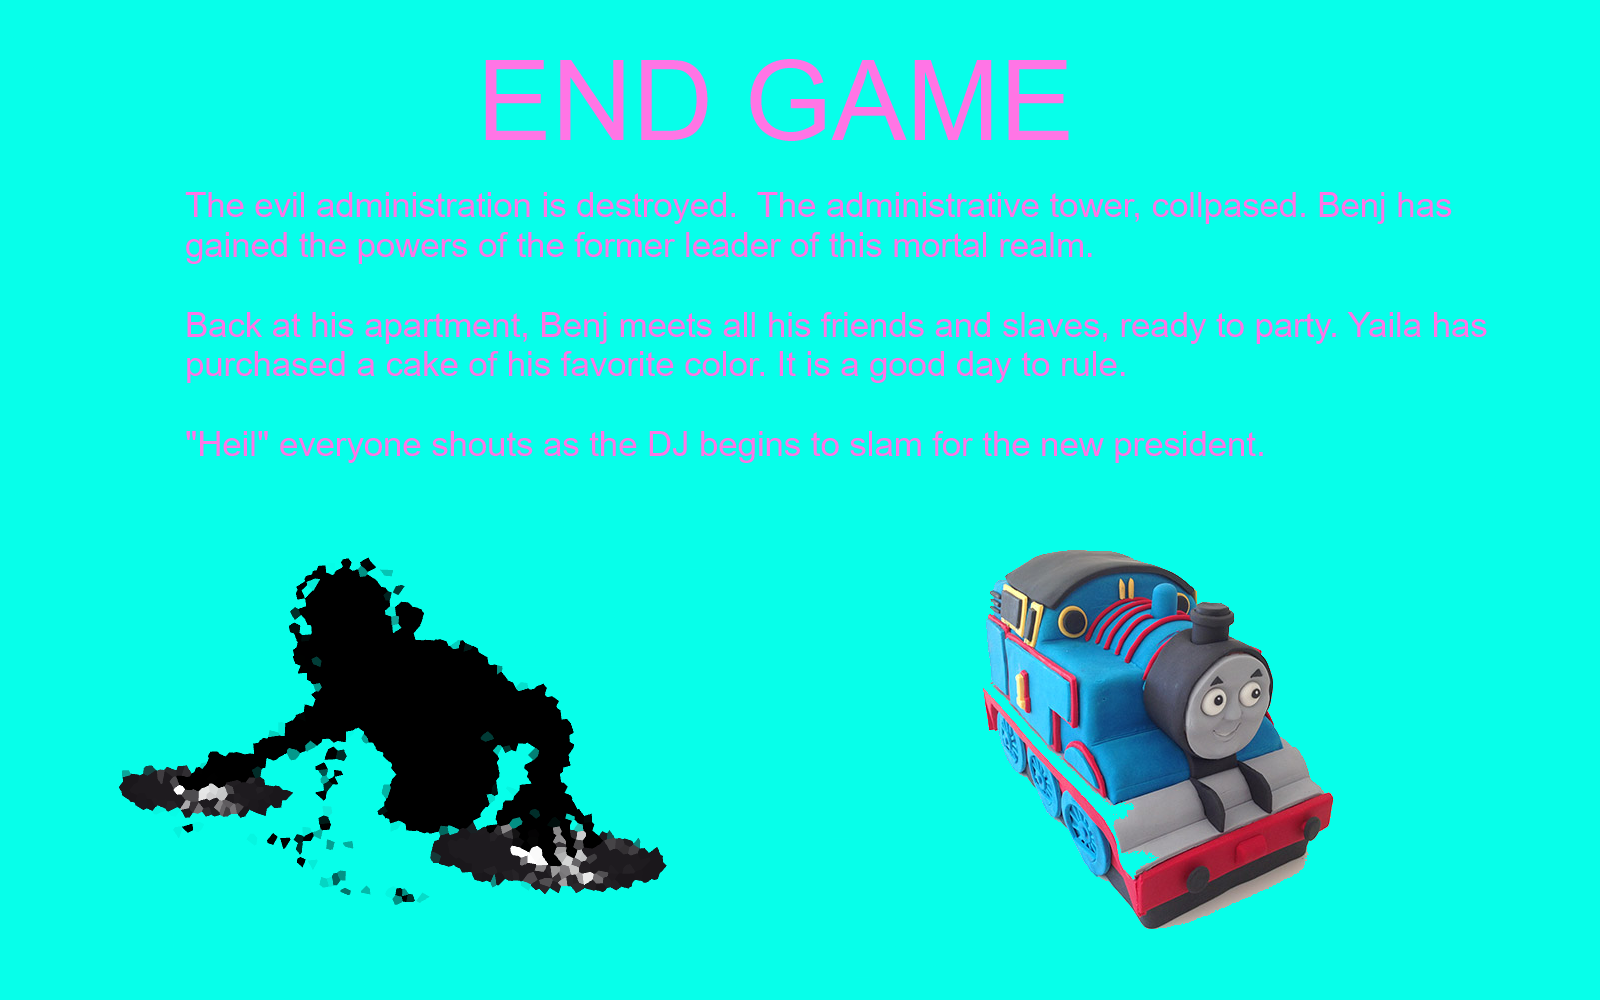 END GAME
The evil administration is destroyed.  The administrative tower, collpased. Benj has
gained the powers of the former leader of this mortal realm.
Back at his apartment, Benj meets all his friends and slaves, ready to party. Yaila has
purchased a cake of his favorite color. It is a good day to rule.
"Heil" everyone shouts as the DJ begins to slam for the new president.